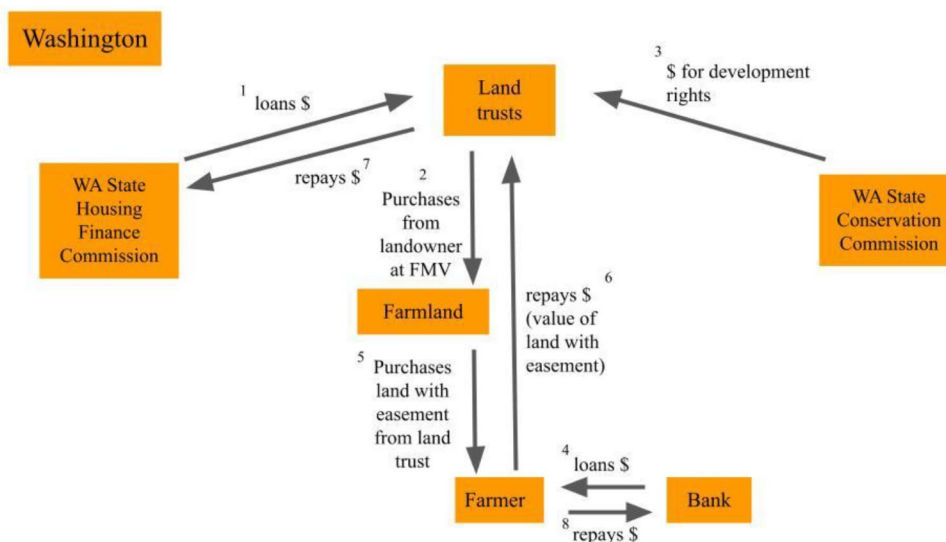 Washington
Land
trusts
1 loans $
repays $ 7
3
$ for development
rights
WA State
Housing
Finance
Commission
WA State
Conservation
Commission
2
Purchases
from
landowner
at FMV
Farmland
repays $ 6
(value of
land with
easement)
5 Purchases
land with
easement
from land
trust
Farmer
4 loans $
Bank
8 repays $